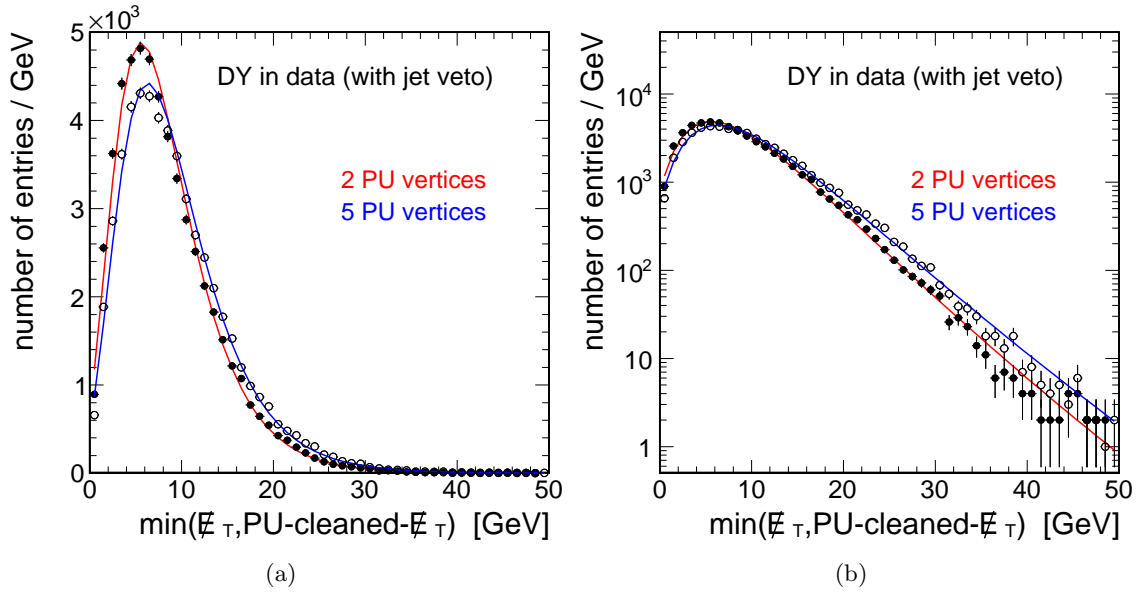 ×10³
5
4
3
2
1
0
number of entries / GeV
DY in data (with jet veto)
2 PU vertices
5 PU vertices
0 10 20 30 40 50
min(E̸ T,PU-cleaned-E̸ T) [GeV]
(a)
10⁴
10³
10²
10
1
number of entries / GeV
DY in data (with jet veto)
2 PU vertices
5 PU vertices
0 10 20 30 40 50
min(E̸ T,PU-cleaned-E̸ T) [GeV]
(b)